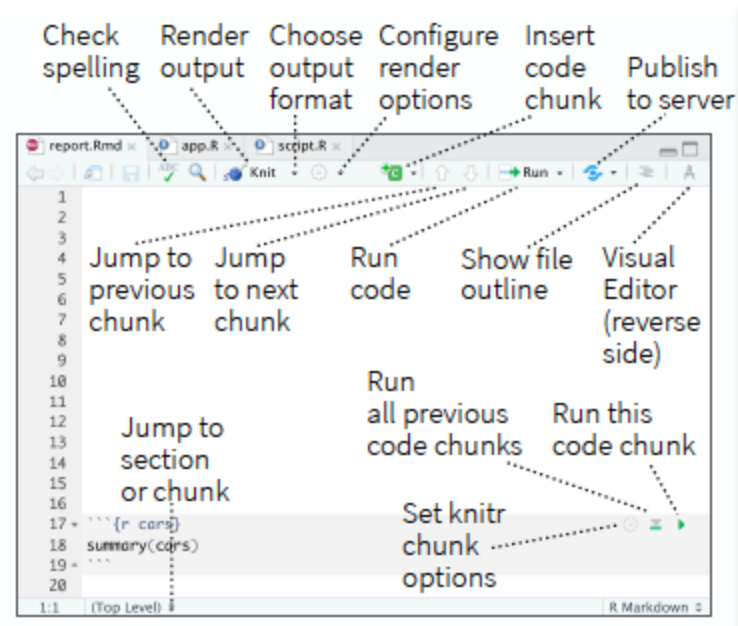 Check spelling
Render output
Choose output format
Configure render options
Insert code chunk
Publish to server
report.Rmd × app.R × script.R ×
ABC Knit Run
1
2
3
4
5
6
7
8
9
10
11
12
13
14
15
16
Jump to previous chunk
Jump to next chunk
Run code
Show file outline
Visual Editor (reverse side)
Run all previous code chunks
Run this code chunk
Jump to section or chunk
Set knitr chunk options
17 ```{r cars}
18 summary(cars)
19 ```
20
1:1 (Top Level) R Markdown